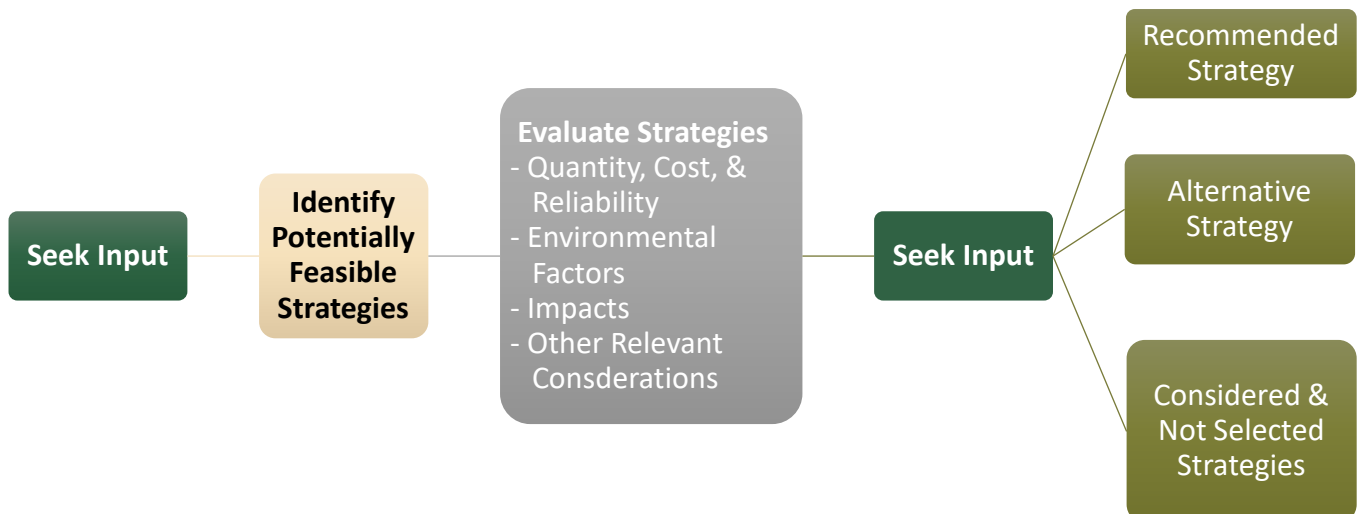 Seek Input
Identify
Potentially
Feasible
Strategies
Evaluate Strategies
- Quantity, Cost, &
Reliability
- Environmental
Factors
- Impacts
- Other Relevant
Consderations
Seek Input
Recommended
Strategy
Alternative
Strategy
Considered &
Not Selected
Strategies